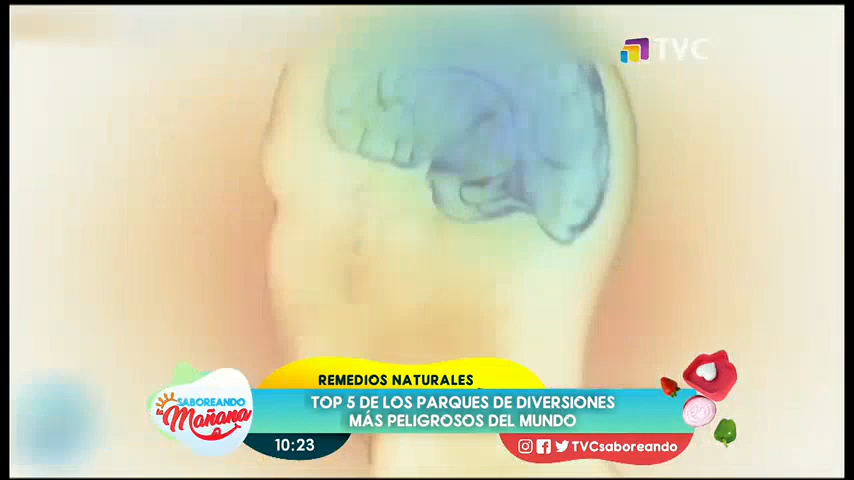 TVC
REMEDIOS NATURALES
SABOREANDO
Mañana
TOP 5 DE LOS PARQUES DE DIVERSIONES
MÁS PELIGROSOS DEL MUNDO
10:23
TVCsaboreando